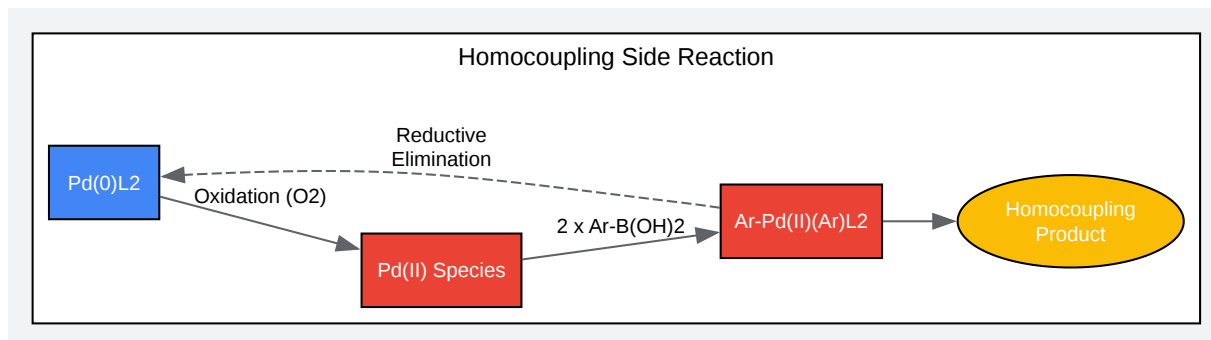 Homocoupling Side Reaction
Reductive
Elimination
Pd(0)L2
Oxidation (O2)
Pd(II) Species
2 x Ar-B(OH)2
Ar-Pd(II)(Ar)L2
Homocoupling
Product